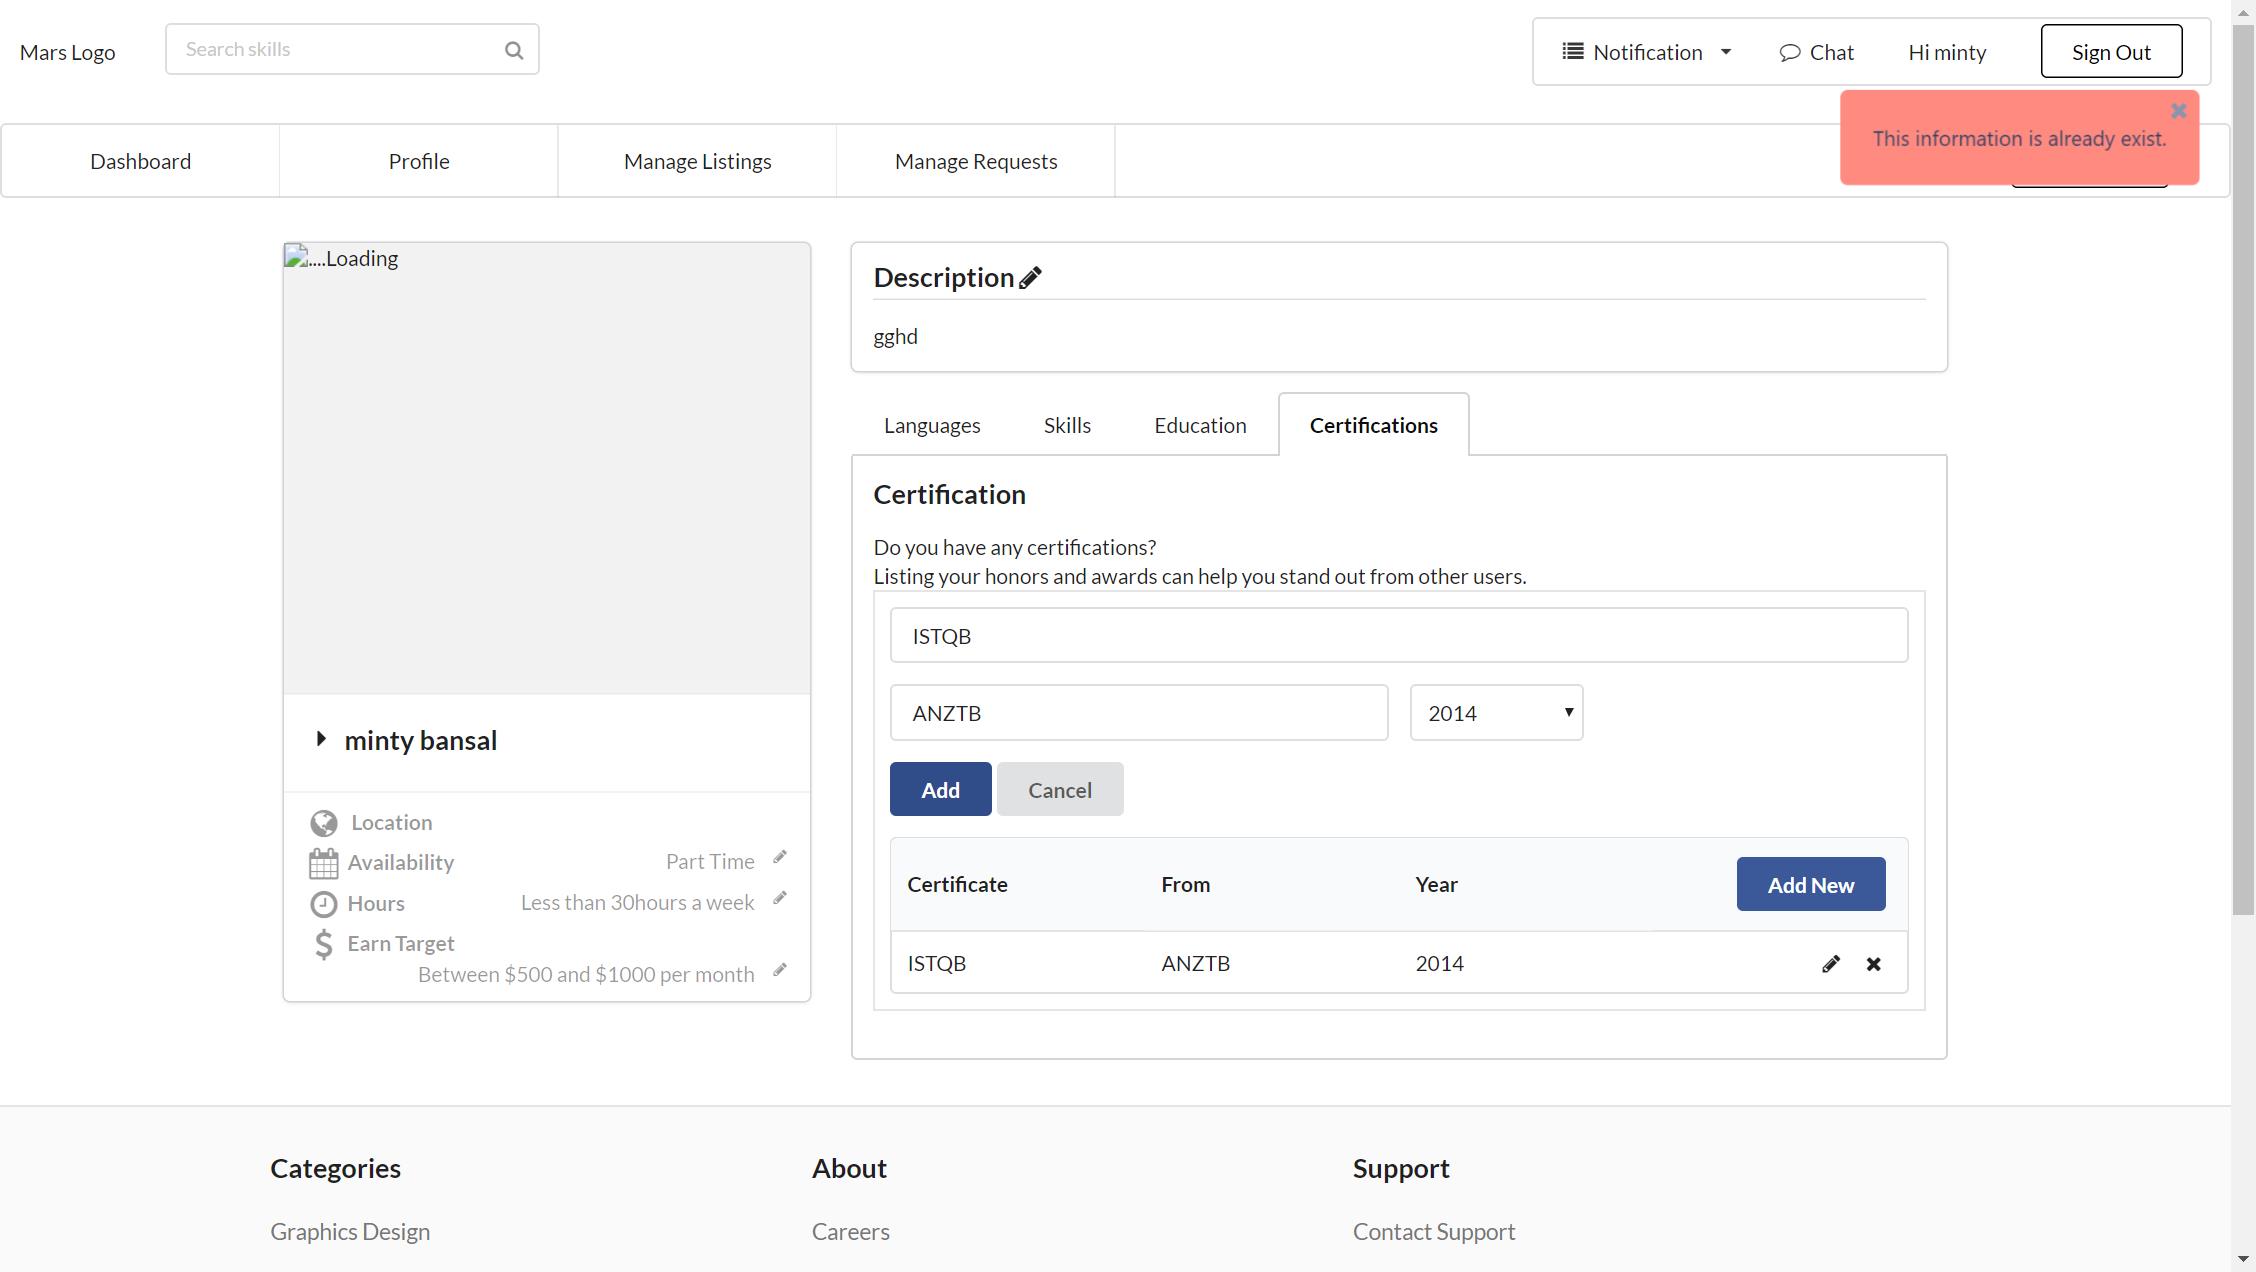 Mars Logo
Search skills
Notification
Chat
Hi minty
Sign Out
This information is already exist.
Dashboard
Profile
Manage Listings
Manage Requests
....Loading
minty bansal
Location
Availability
Part Time
Hours
Less than 30hours a week
Earn Target
Between $500 and $1000 per month
Description
gghd
Languages
Skills
Education
Certifications
Certification
Do you have any certifications?
Listing your honors and awards can help you stand out from other users.
ISTQB
ANZTB
2014
Add
Cancel
Certificate
From
Year
Add New
ISTQB
ANZTB
2014
Categories
About
Support
Graphics Design
Careers
Contact Support